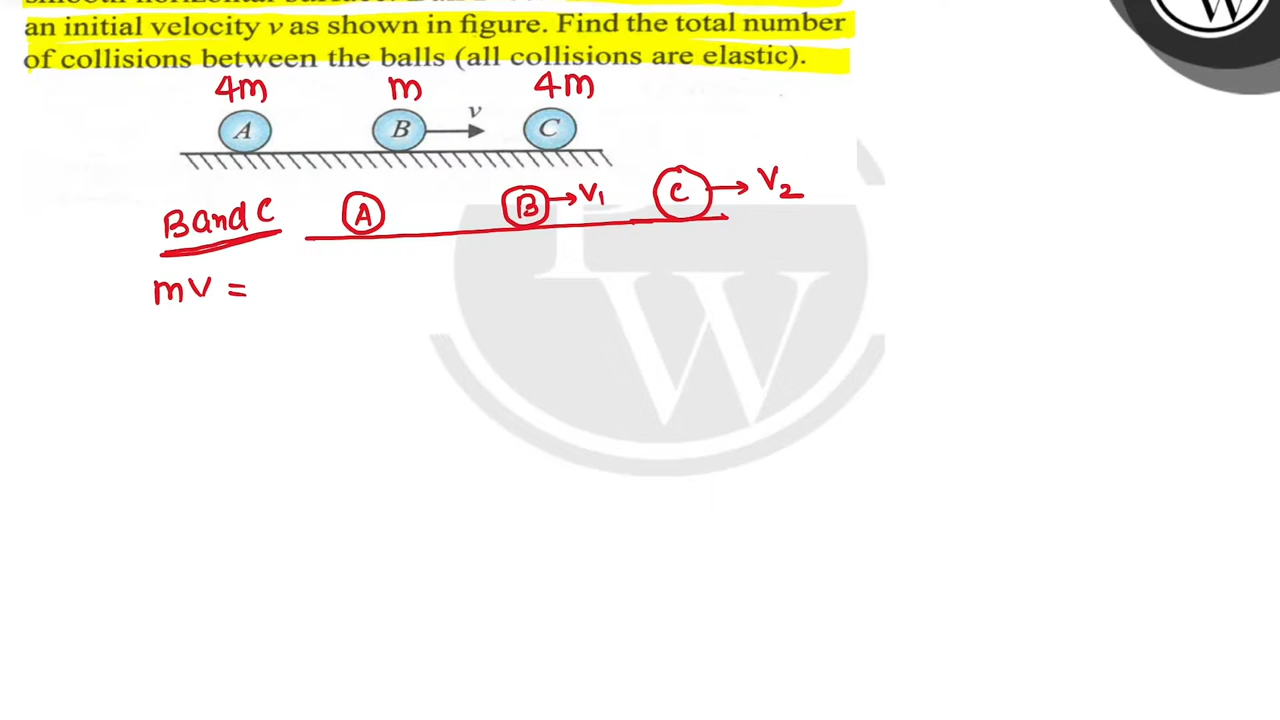 an initial velocity v as shown in figure. Find the total number
of collisions between the balls (all collisions are elastic).
4m m 4m
v
A B C
B and C A B V1 C V2
mV =
W
W